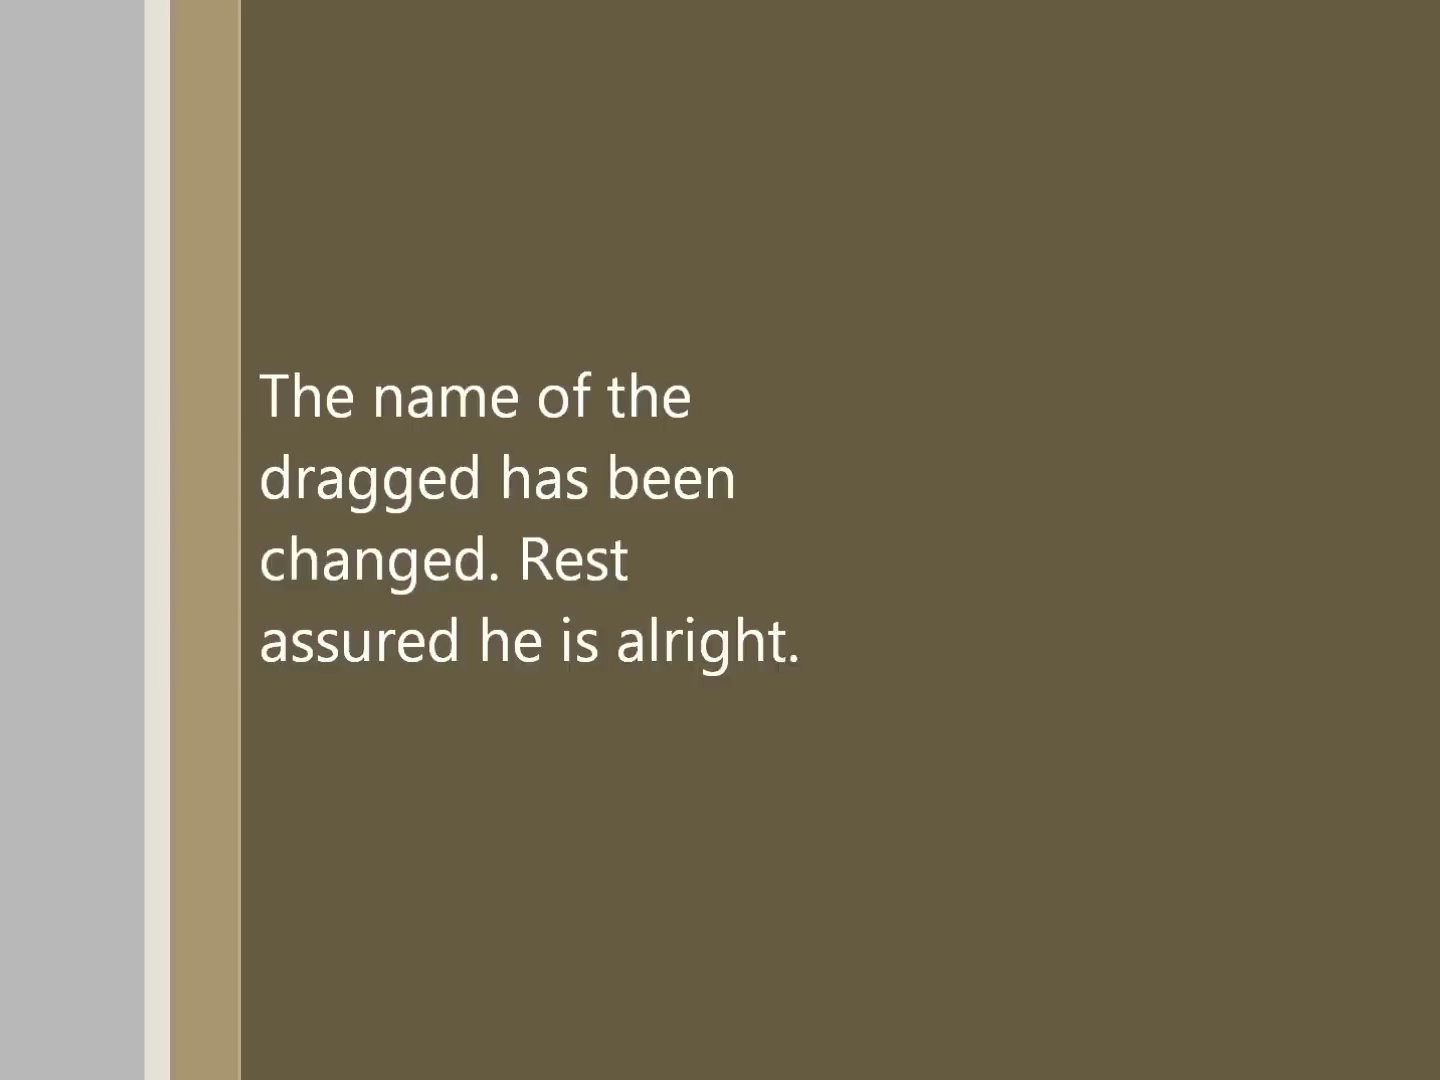 The name of the
dragged has been
changed. Rest
assured he is alright.